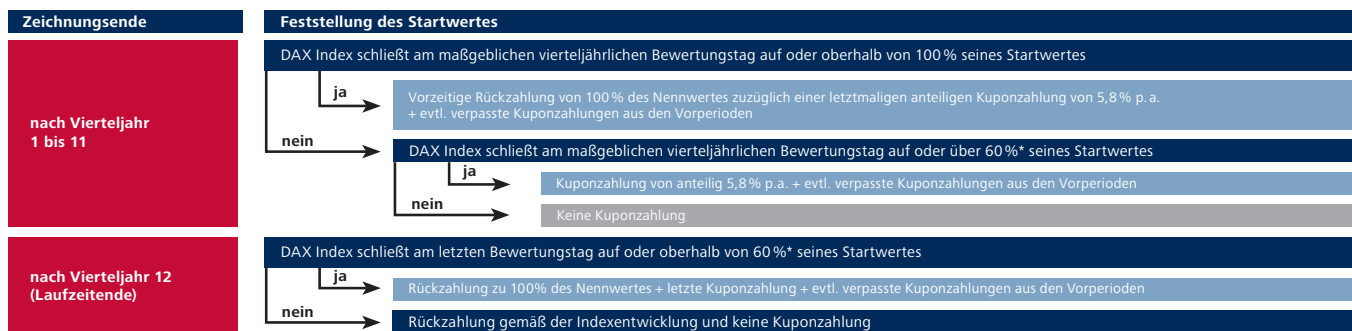 Zeichnungsende
Feststellung des Startwertes
nach Vierteljahr
1 bis 11
DAX Index schließt am maßgeblichen vierteljährlichen Bewertungstag auf oder oberhalb von 100 % seines Startwertes
ja
Vorzeitige Rückzahlung von 100 % des Nennwertes zuzüglich einer letztmaligen anteiligen Kuponzahlung von 5,8 % p. a.
+ evtl. verpasste Kuponzahlungen aus den Vorperioden
nein
DAX Index schließt am maßgeblichen vierteljährlichen Bewertungstag auf oder über 60 %* seines Startwertes
ja
Kuponzahlung von anteilig 5,8 % p.a. + evtl. verpasste Kuponzahlungen aus den Vorperioden
nein
Keine Kuponzahlung
nach Vierteljahr 12
(Laufzeitende)
DAX Index schließt am letzten Bewertungstag auf oder oberhalb von 60 %* seines Startwertes
ja
Rückzahlung zu 100% des Nennwertes + letzte Kuponzahlung + evtl. verpasste Kuponzahlungen aus den Vorperioden
nein
Rückzahlung gemäß der Indexentwicklung und keine Kuponzahlung